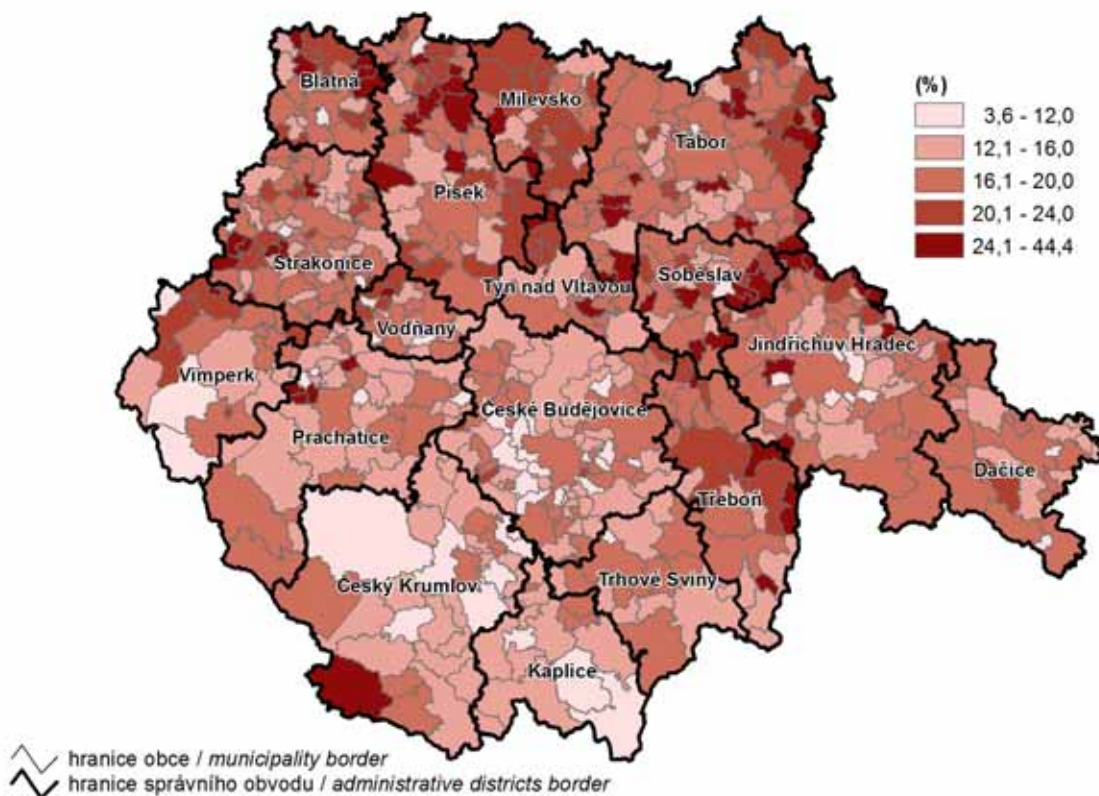 Blatná
Milevsko
Tábor
(%)
3,6 - 12,0
12,1 - 16,0
16,1 - 20,0
20,1 - 24,0
24,1 - 44,4
Písek
Strakonice
Týn nad Vltavou
Soběslav
Vodňany
Jindřichův Hradec
Vimperk
České Budějovice
Prachatice
Dačice
Třeboň
Český Krumlov
Trhové Sviny
Kaplice
hranice obce / municipality border
hranice správního obvodu / administrative districts border